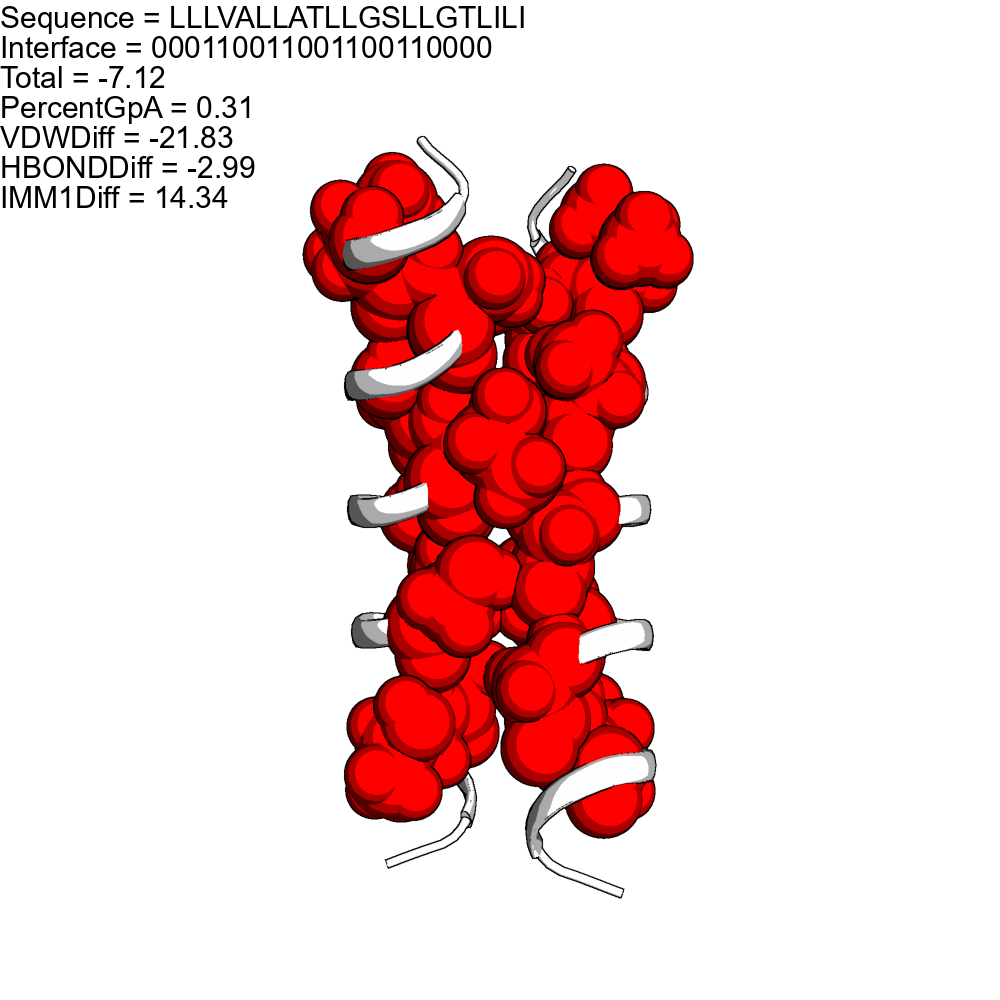 Sequence = LLLVALLATLLGSLLGTLILI
Interface = 000110011001100110000
Total = -7.12
PercentGpA = 0.31
VDWDiff = -21.83
HBONDDiff = -2.99
IMM1Diff = 14.34